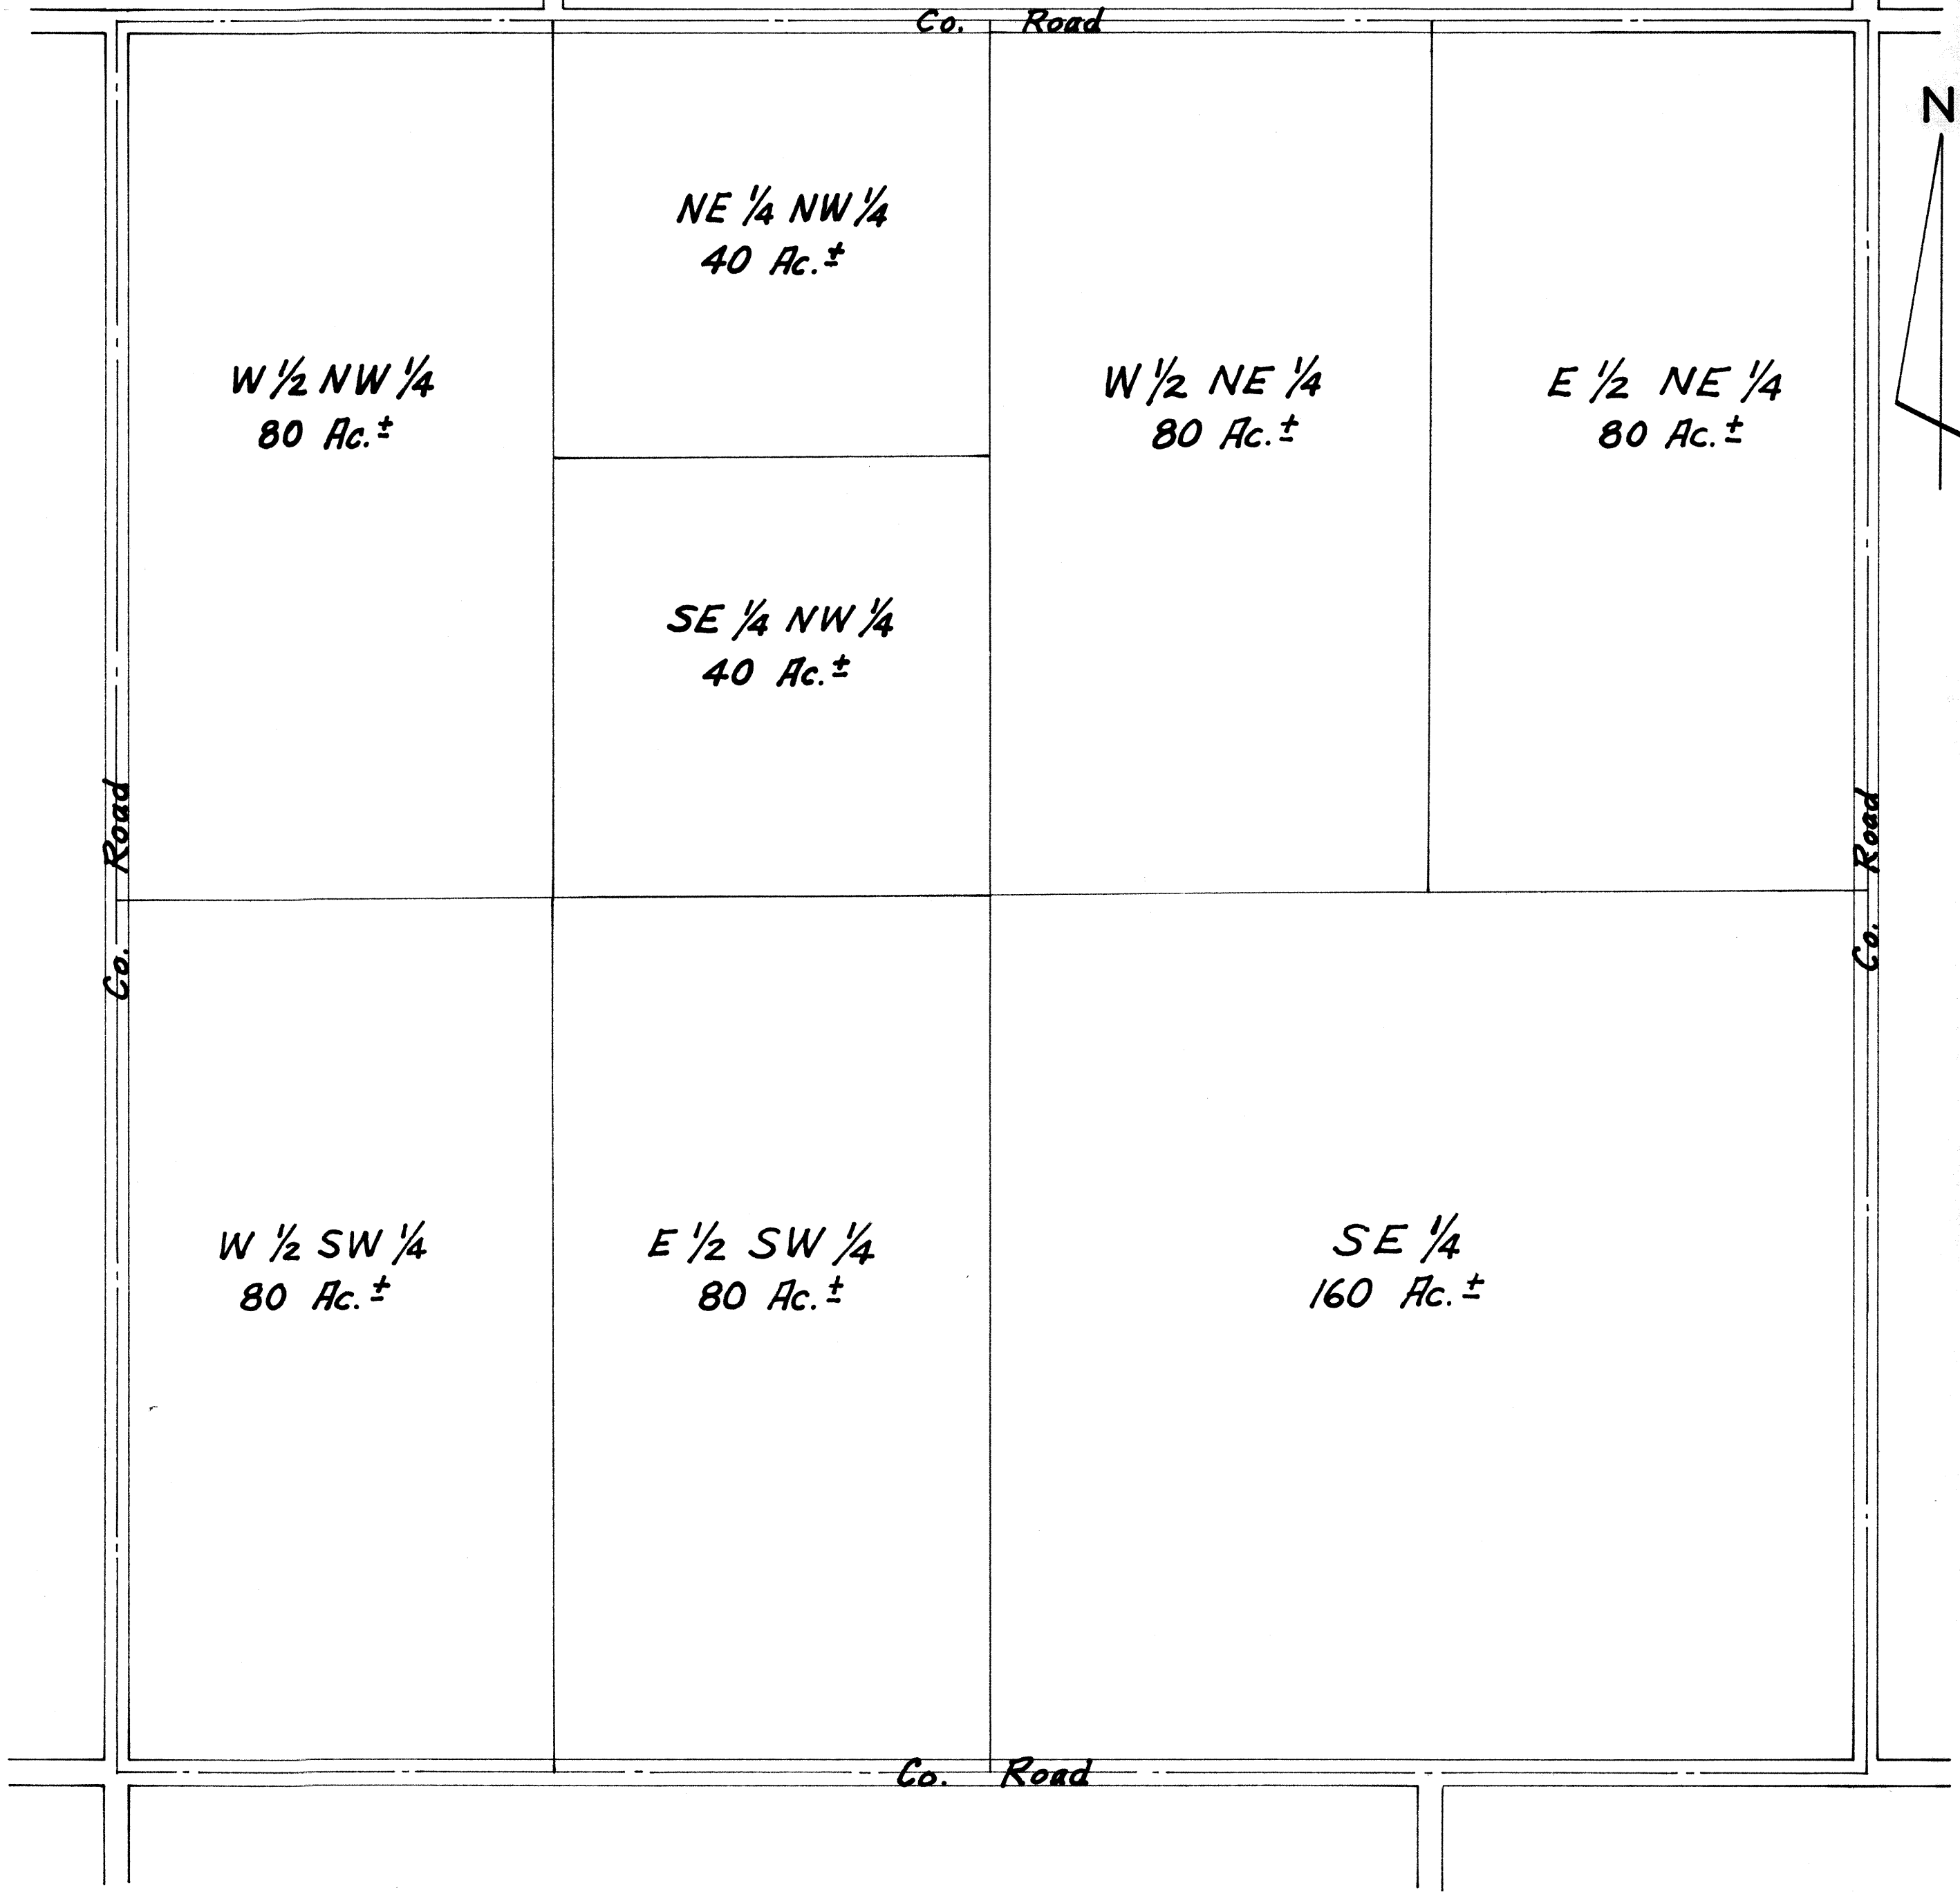 Co. Road
N
NE 1/4 NW 1/4
40 Ac.±
W 1/2 NW 1/4
80 Ac.±
W 1/2 NE 1/4
80 Ac.±
E 1/2 NE 1/4
80 Ac.±
SE 1/4 NW 1/4
40 Ac.±
Co. Road
Co. Road
W 1/2 SW 1/4
80 Ac.±
E 1/2 SW 1/4
80 Ac.±
SE 1/4
160 Ac.±
Co. Road